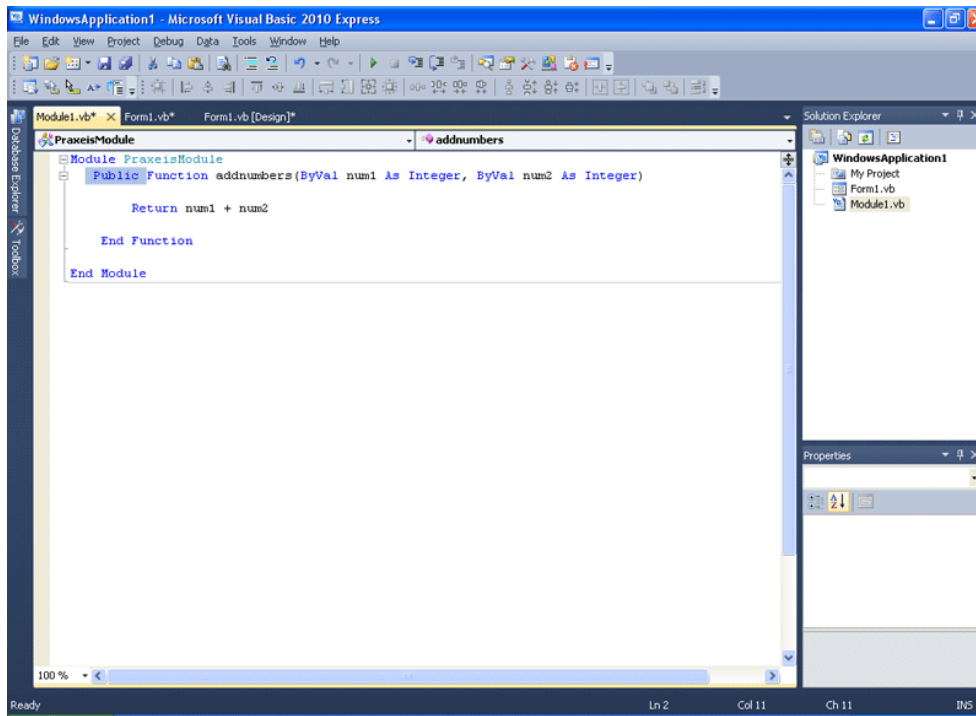 WindowsApplication1 - Microsoft Visual Basic 2010 Express
File Edit View Project Debug Data Tools Window Help
Module1.vb* Form1.vb* Form1.vb [Design]*
PraxeisModule addnumbers
Module PraxeisModule
Public Function addnumbers(ByVal num1 As Integer, ByVal num2 As Integer)
Return num1 + num2
End Function
End Module
Database Explorer
Toolbox
Solution Explorer
WindowsApplication1
My Project
Form1.vb
Module1.vb
Properties
100 %
Ready Ln 2 Col 11 Ch 11 INS